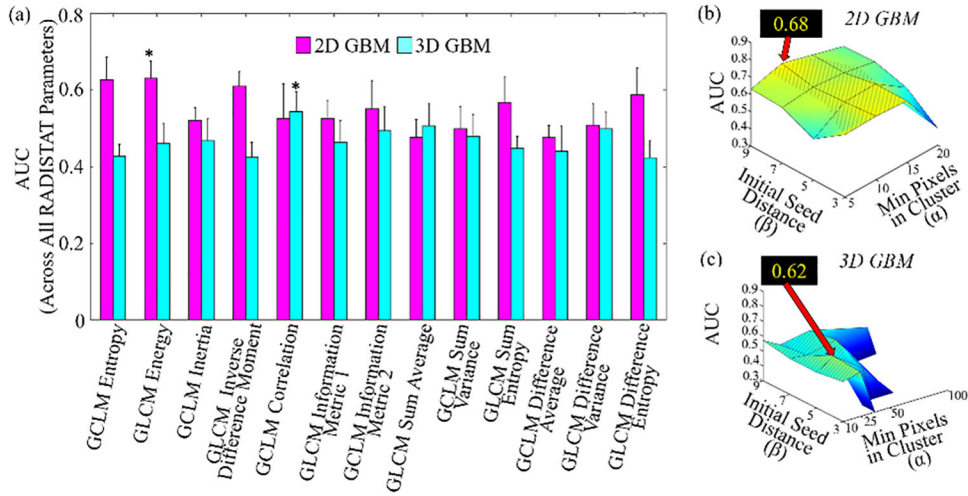 (a)
0.8
0.6
0.4
0.2
0
AUC
(Across All RADISTAT Parameters)
2D GBM
3D GBM
*
*
GCLM Entropy
GLCM Energy
GCLM Inertia
GLCM Inverse
Difference Moment
GCLM Correlation
GLCM Information
Metric 1
GCLM Information
Metric 2
GLCM Sum Average
GCLM Sum
Variance
GLCM Sum
Entropy
GCLM Difference
Average
GLCM Difference
Variance
GLCM Difference
Entropy
(b)
2D GBM
0.68
AUC
0.9
0.8
0.7
0.6
0.5
0.4
0.3
9
7
5
3
5
10
15
20
Initial Seed
Distance
(β)
Min Pixels
in Cluster
(α)
(c)
3D GBM
0.62
AUC
0.9
0.8
0.7
0.6
0.5
0.4
0.3
9
7
5
3
10
25
50
100
Initial Seed
Distance
(β)
Min Pixels
in Cluster
(α)